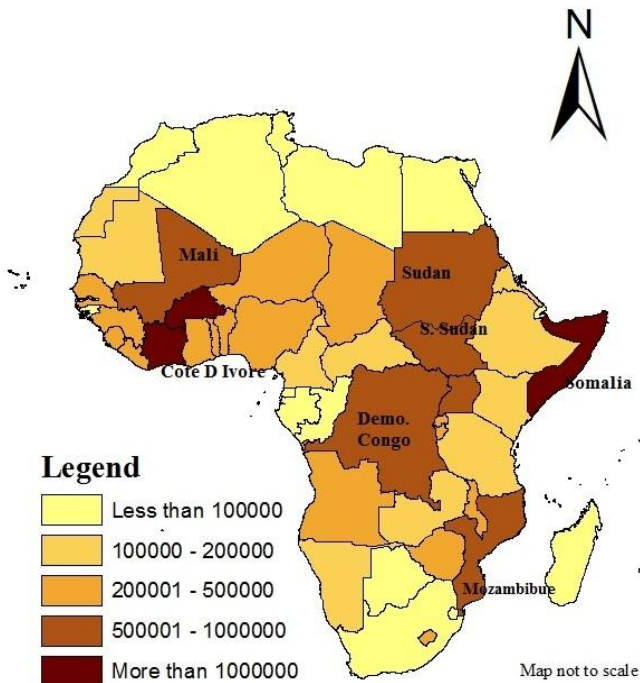 N
Mali
Sudan
S. Sudan
Cote D Ivore
Somalia
Demo.
Congo
Mozambibue
Legend
Less than 100000
100000 - 200000
200001 - 500000
500001 - 1000000
More than 1000000
Map not to scale